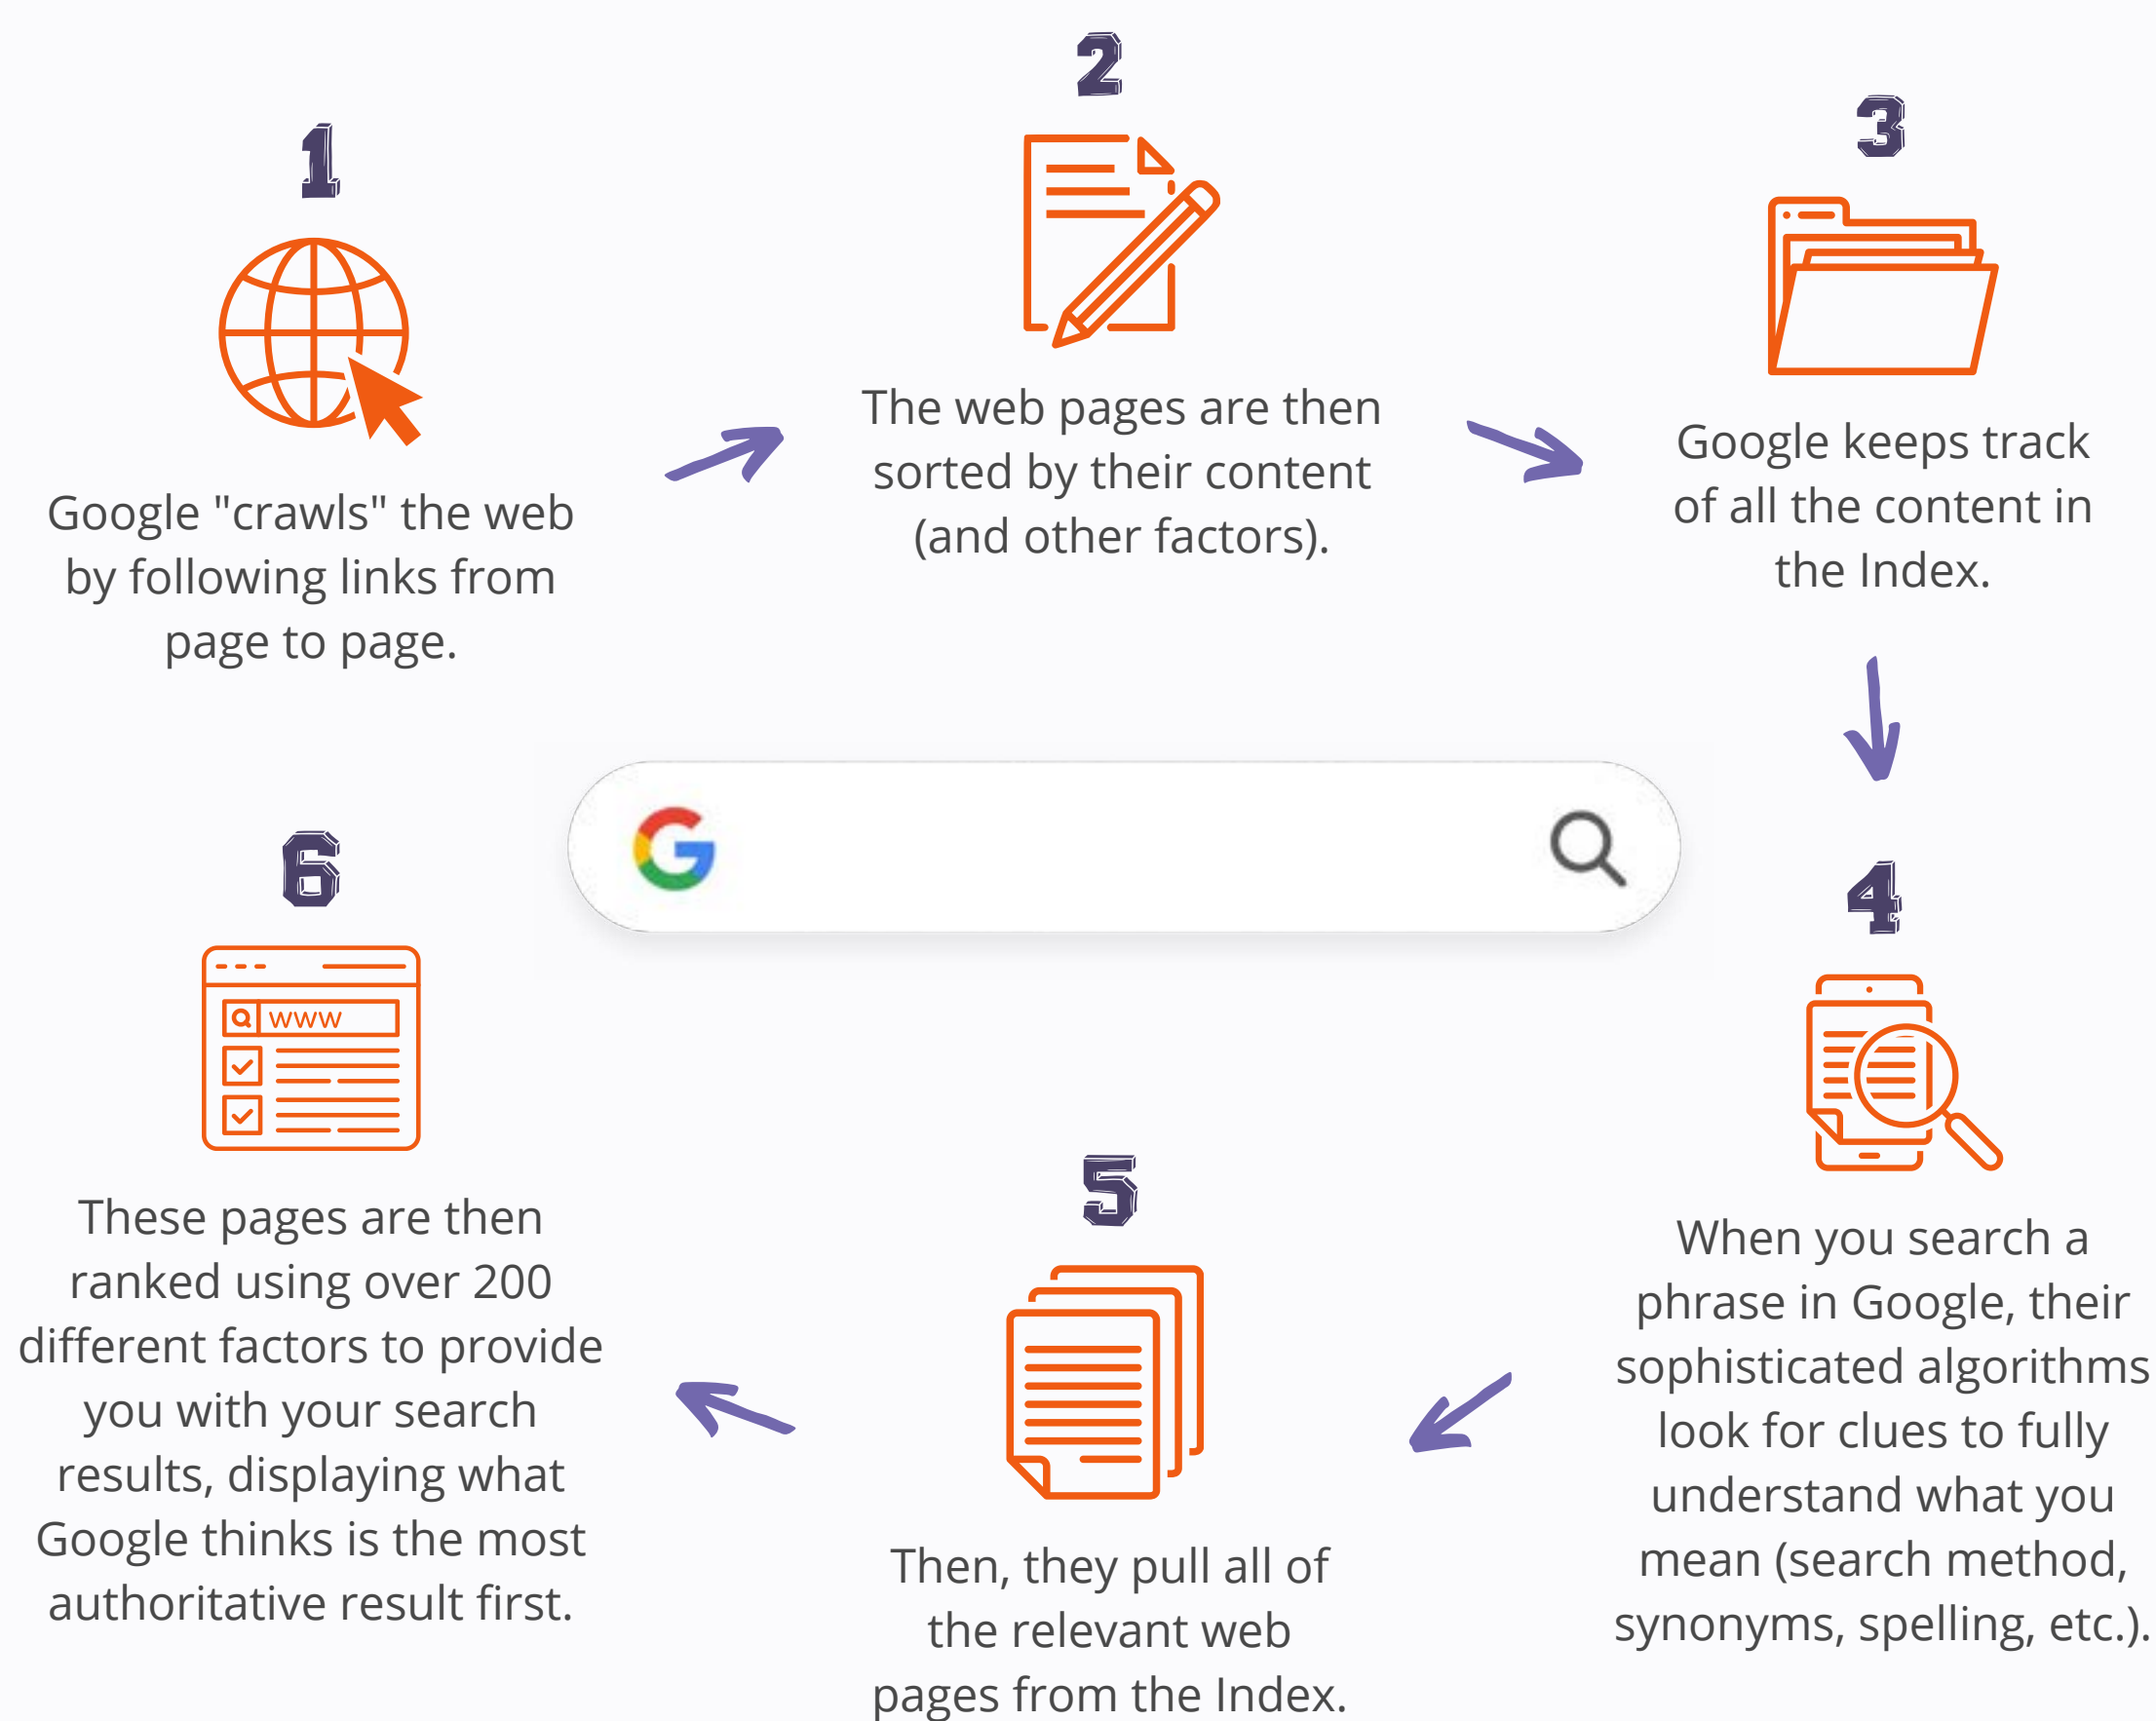 1
Google "crawls" the web
by following links from
page to page.
2
The web pages are then
sorted by their content
(and other factors).
3
Google keeps track
of all the content in
the Index.
4
When you search a
phrase in Google, their
sophisticated algorithms
look for clues to fully
understand what you
mean (search method,
synonyms, spelling, etc.).
5
Then, they pull all of
the relevant web
pages from the Index.
6
WWW
These pages are then
ranked using over 200
different factors to provide
you with your search
results, displaying what
Google thinks is the most
authoritative result first.
G